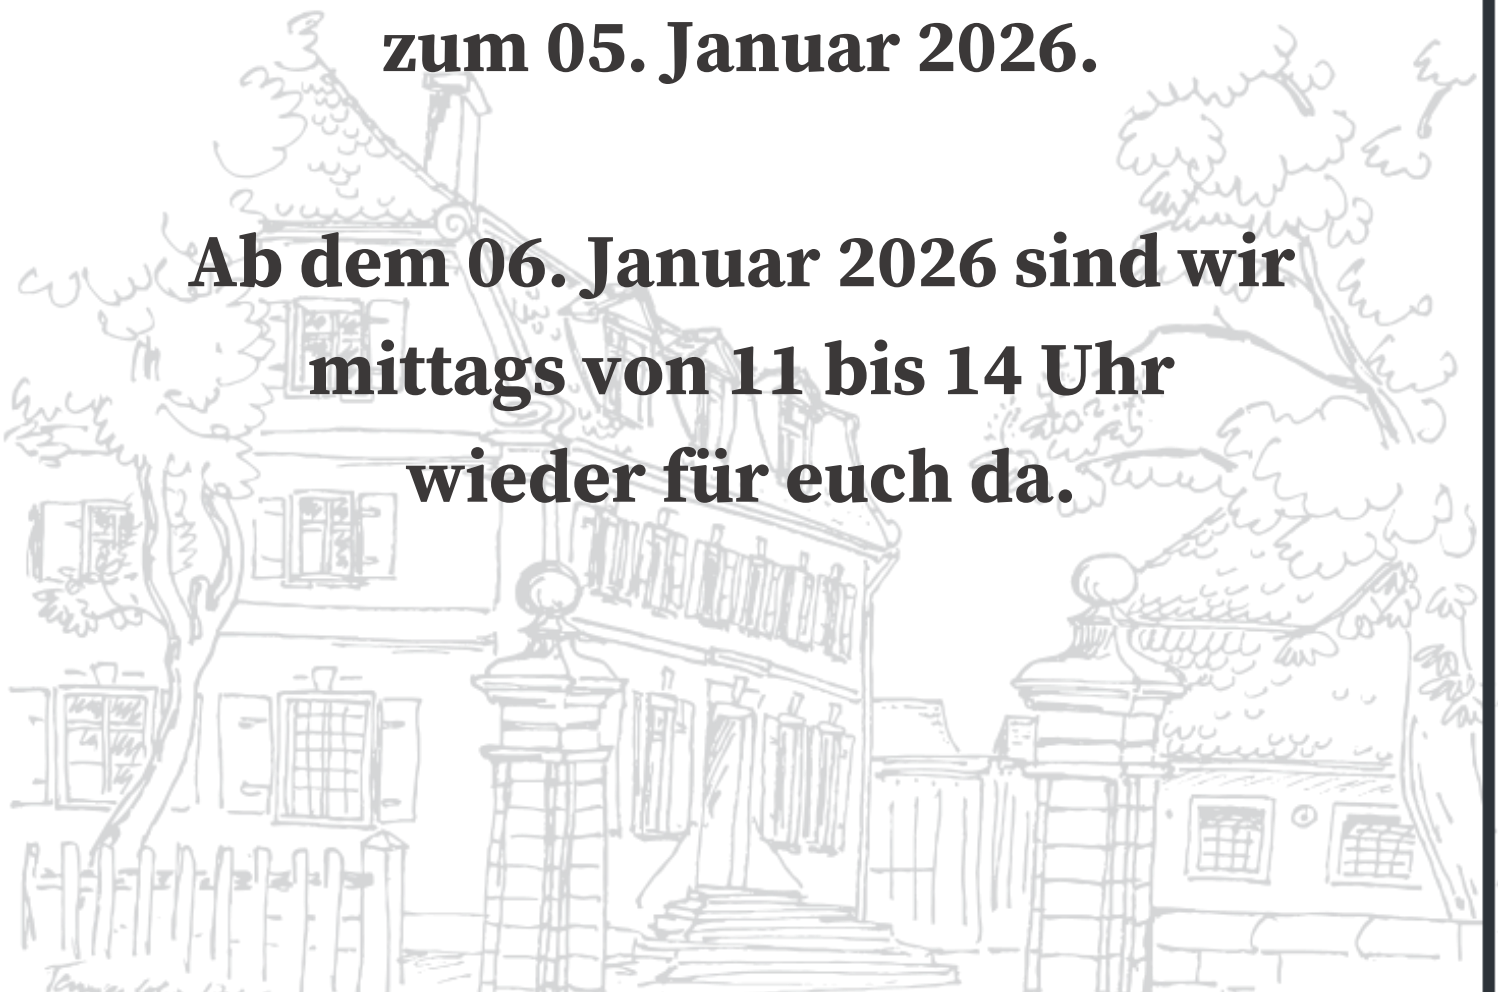 zum 05. Januar 2026.
Ab dem 06. Januar 2026 sind wir
mittags von 11 bis 14 Uhr
wieder für euch da.